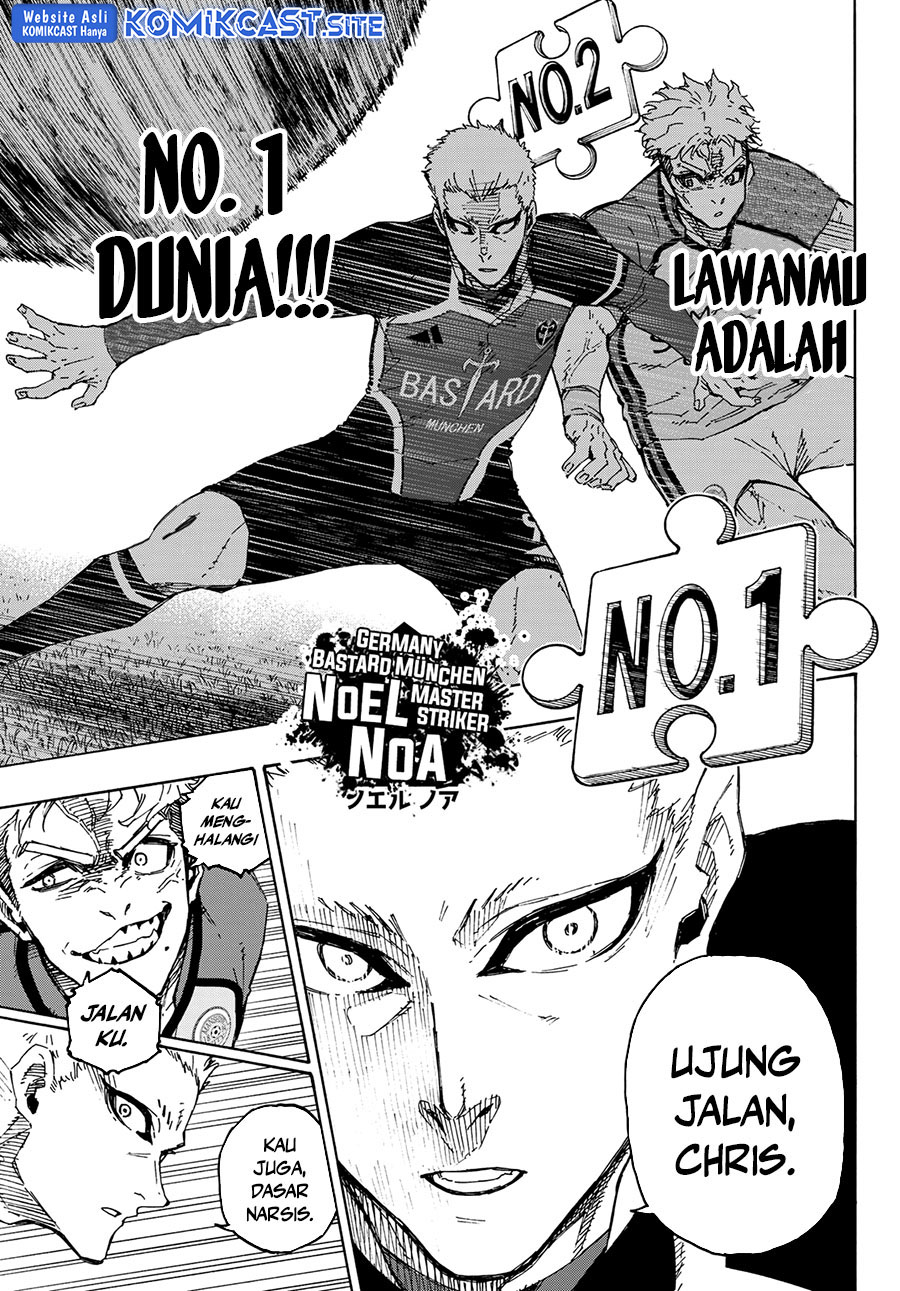 Website Asli
KOMIKCAST Hanya
KOMIKCAST.SITE
NO.2
LAWANMU
ADALAH
NO. 1
DUNIA!!!
BASTARD
MÜNCHEN
NO.1
GERMANY
BASTARD MÜNCHEN
NOEL MASTER
STRIKER
NOA
ノエル ノア
UJUNG
JALAN,
CHRIS.
KAU
MENG-
HALANGI
JALAN
KU.
KAU
JUGA,
DASAR
NARSIS.